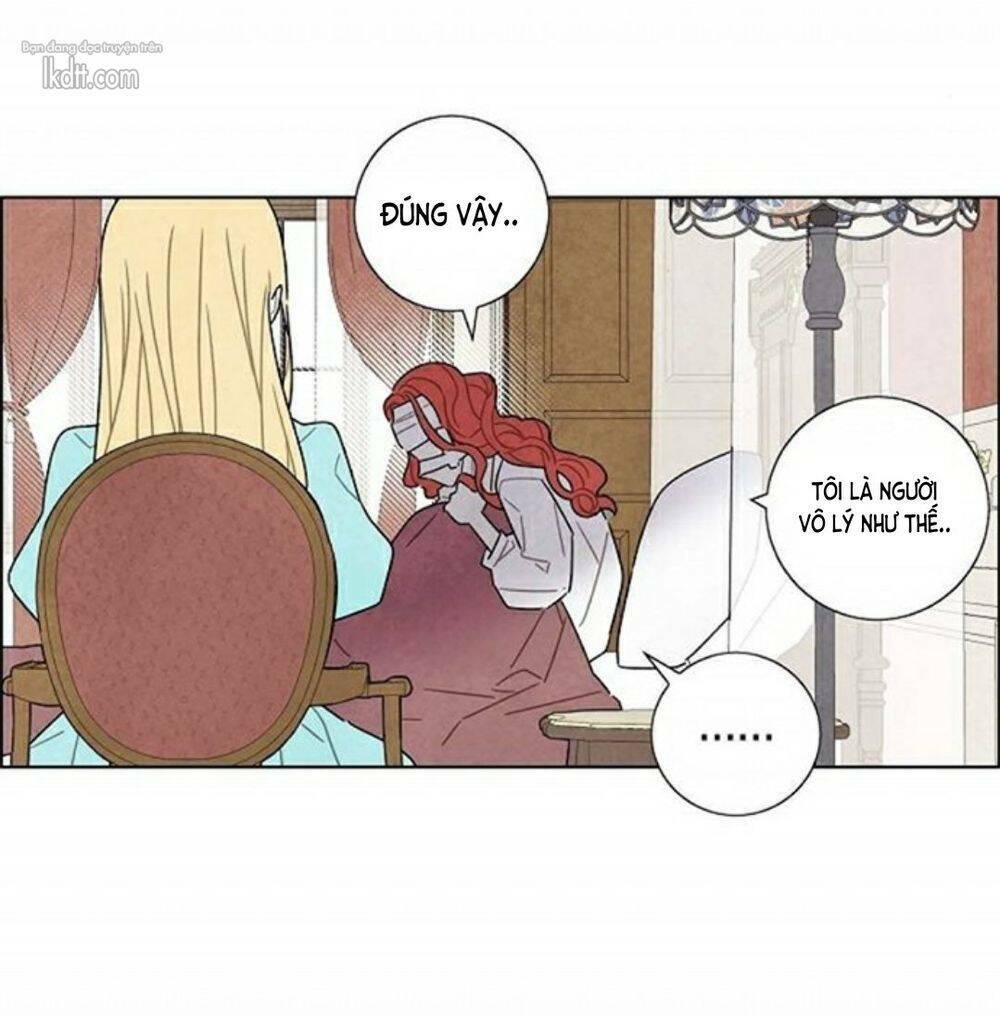 Bạn đang đọc truyện trên
lkdtt.com
ĐÚNG VẬY..
TÔI LÀ NGƯỜI
VÔ LÝ NHƯ THẾ..
......